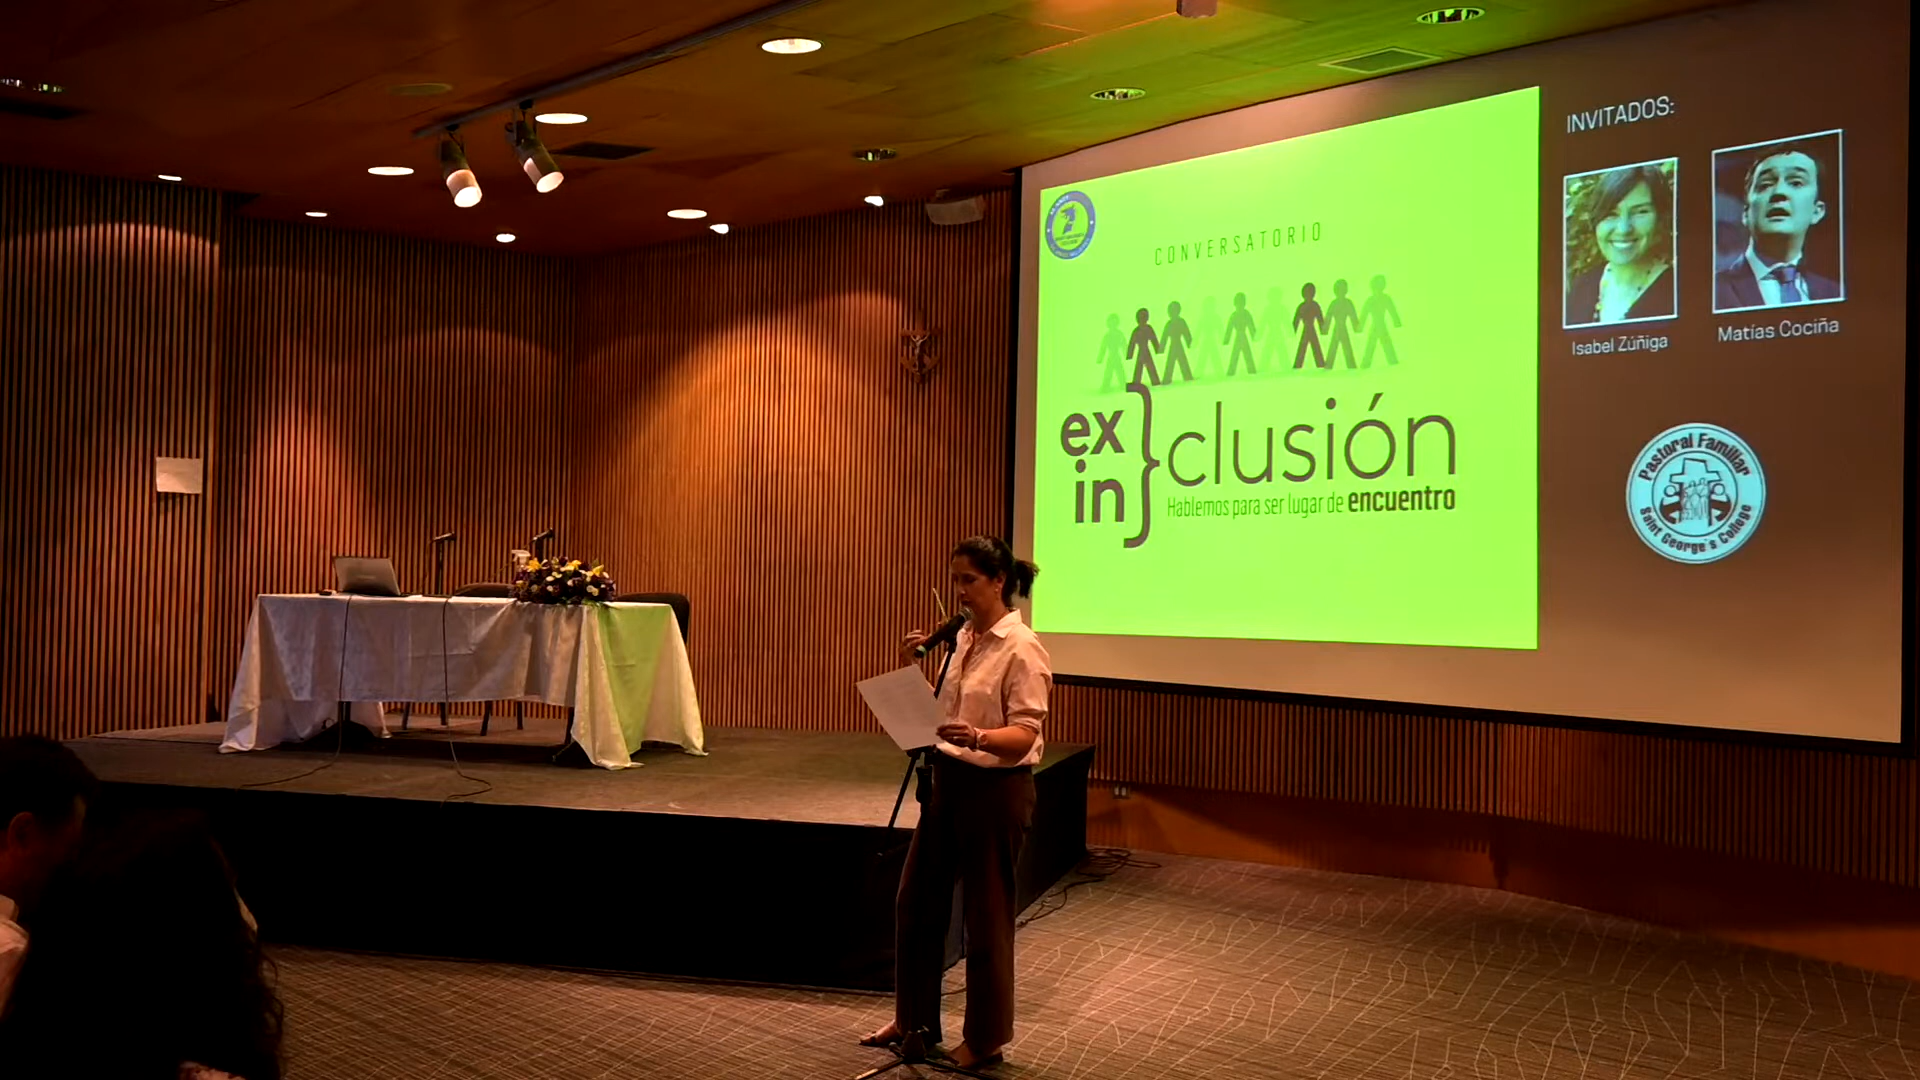 CONVERSATORIO
ex
in
}clusión
Hablemos para ser lugar de encuentro
INVITADOS:
Isabel Zúñiga
Matías Cociña
Pastoral Familiar
Saint George's College